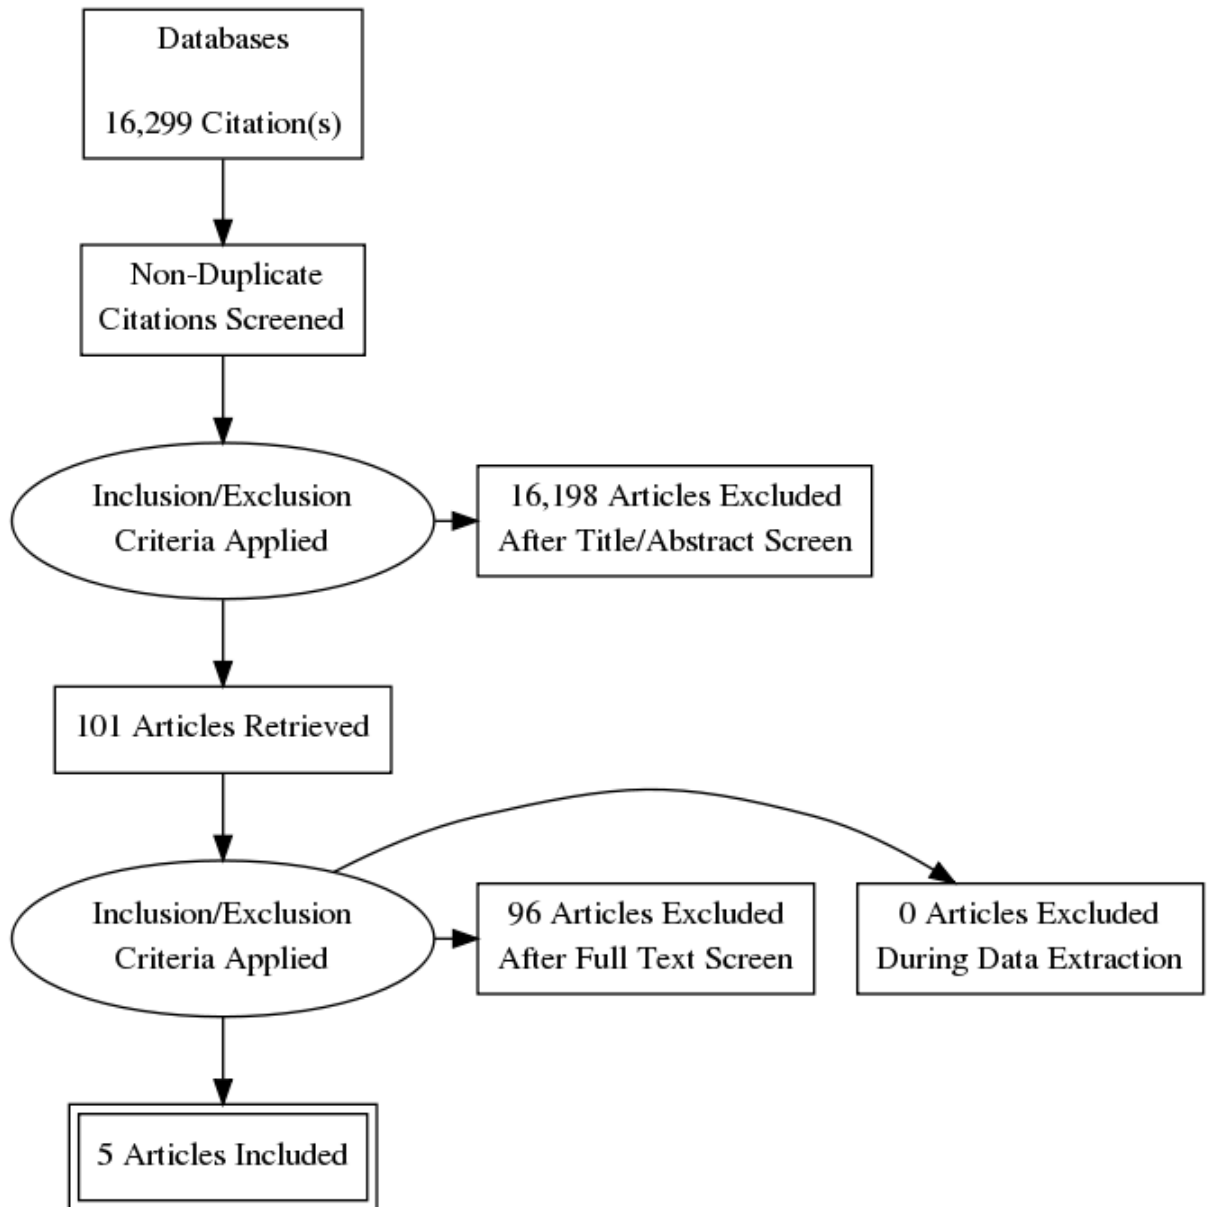 Databases
16,299 Citation(s)
Non-Duplicate
Citations Screened
Inclusion/Exclusion
Criteria Applied
16,198 Articles Excluded
After Title/Abstract Screen
101 Articles Retrieved
Inclusion/Exclusion
Criteria Applied
96 Articles Excluded
After Full Text Screen
0 Articles Excluded
During Data Extraction
5 Articles Included